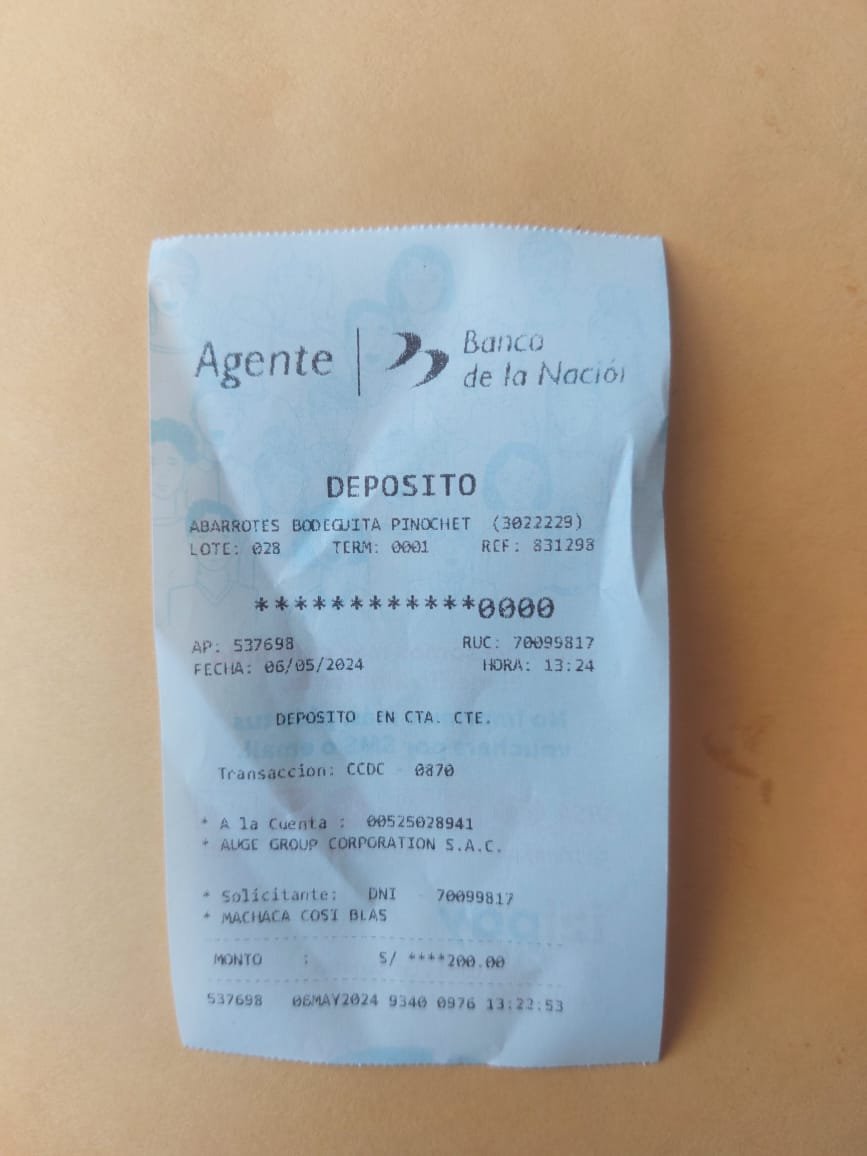 Agente | Banco
de la Nación
DEPOSITO
ABARROTES BODEGUITA PINOCHET (3022229)
LOTE: 028 TERM: 0001 REF: 831298
************0000
AP: 537698 RUC: 70099817
FECHA: 06/05/2024 HORA: 13:24
DEPOSITO EN CTA. CTE.
Transaccion: CCDC - 0870
* A la Cuenta : 00525028941
* AUGE GROUP CORPORATION S.A.C.
* Solicitante: DNI - 70099817
* MACHACA COSI BLAS
MONTO : S/ ****200.00
537698 06MAY2024 9340 0976 13:22:53